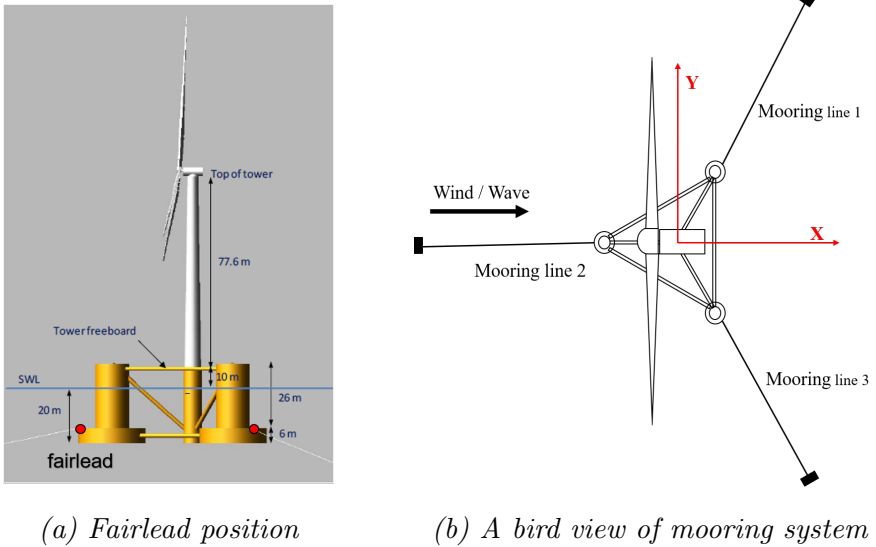 Top of tower
77.6 m
Tower freeboard
SWL
10 m
20 m
26 m
6 m
fairlead
(a) Fairlead position
Y
Mooring line 1
Wind / Wave
X
Mooring line 2
Mooring line 3
(b) A bird view of mooring system